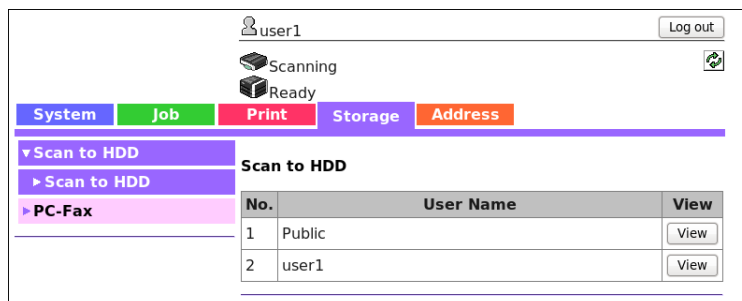 user1
Log out
Scanning
Ready
System Job Print Storage Address
Scan to HDD
Scan to HDD
PC-Fax
Scan to HDD
No. User Name View
1 Public View
2 user1 View